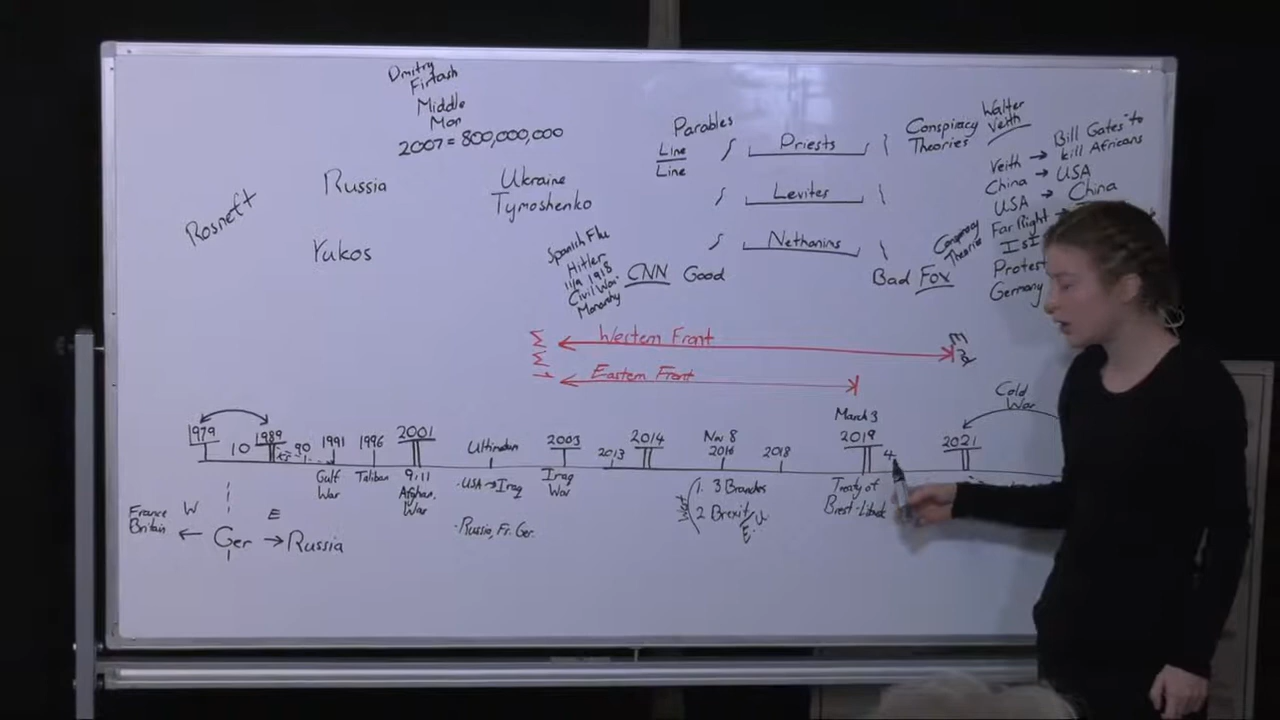 Dmitry
Firtash
Middle
Man
2007 = 800,000,000
Rosneft
Russia
Yukos
Ukraine
Tymoshenko
Parables
Line
Line
Priests
Levites
Nethanims
Conspiracy
Theories
Walter
Veith
Veith → Bill Gates to
kill Africans
China → USA
USA → China
Far Right →
Protest
Germany
Spanish Flu
Hitler
11/9 1918
Civil War
Monarchy
CNN Good
Bad Fox
Conspiracy
Theories
Western Front
End
Eastern Front
Cold
War
March 3
1979
10
1989
90
1991
1996
2001
Ultimatum
2003
2013
2014
Nov 8
2016
2018
2019
4
2021
Gulf
War
Taliban
9,11
Afghan.
War
·USA → Iraq
·Russia, Fr. Ger.
Iraq
War
1. 3 Branches
2 Brexit/U.
E.
Treaty of
Brest-Litovsk
France
Britain
W
← Ger → Russia
E